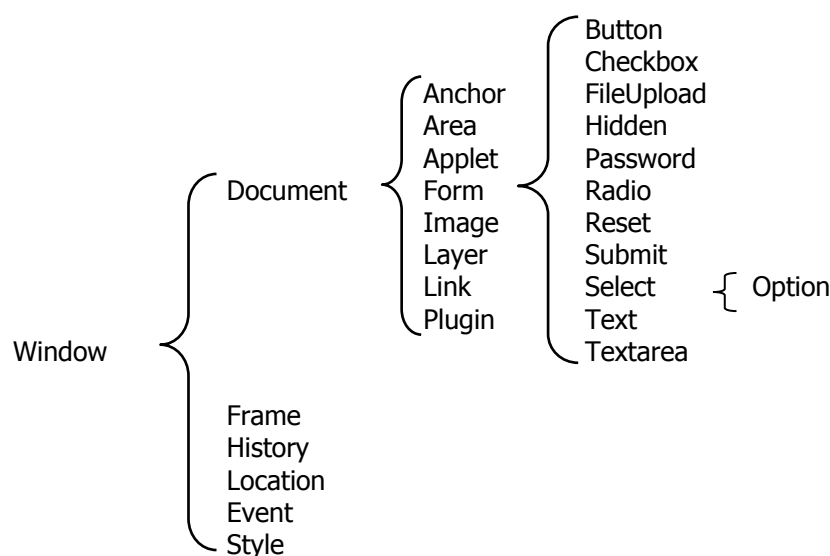 Window
Document
Frame
History
Location
Event
Style
Anchor
Area
Applet
Form
Image
Layer
Link
Plugin
Button
Checkbox
FileUpload
Hidden
Password
Radio
Reset
Submit
Select
Text
Textarea
Option